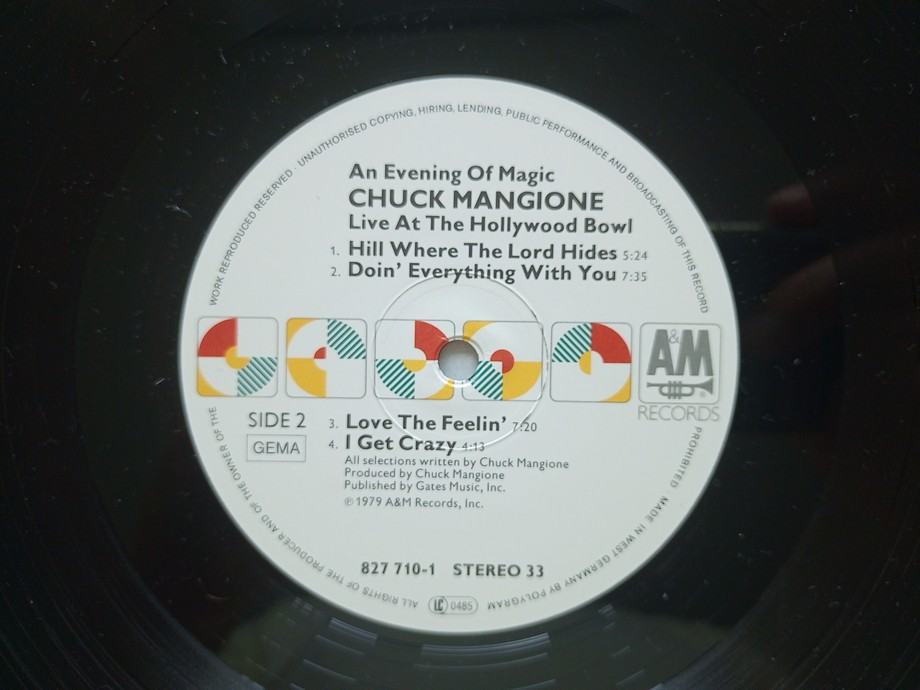 WORK REPRODUCED RESERVED · UNAUTHORISED COPYING, HIRING, LENDING, PUBLIC PERFORMANCE AND BROADCASTING OF THIS RECORD
PROHIBITED MADE IN WEST GERMANY BY POLYGRAM
ALL RIGHTS OF THE PRODUCER AND OF THE OWNER OF THE
An Evening Of Magic
CHUCK MANGIONE
Live At The Hollywood Bowl
1. Hill Where The Lord Hides 5:24
2. Doin' Everything With You 7:35
A&M
®
RECORDS
SIDE 2
GEMA
3. Love The Feelin' 7:20
4. I Get Crazy 4:13
All selections written by Chuck Mangione
Produced by Chuck Mangione
Published by Gates Music, Inc.
℗ 1979 A&M Records, Inc.
827 710-1 STEREO 33
LC 0485